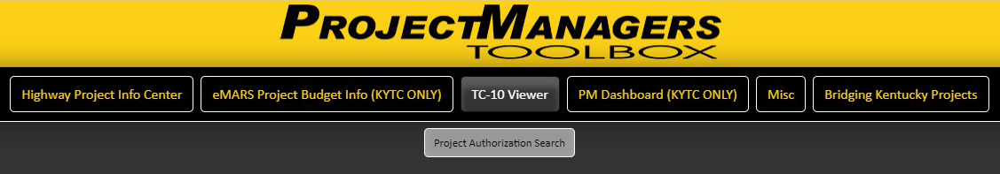 PROJECTMANAGERS
TOOLBOX
Highway Project Info Center eMARS Project Budget Info (KYTC ONLY) TC-10 Viewer PM Dashboard (KYTC ONLY) Misc Bridging Kentucky Projects
Project Authorization Search